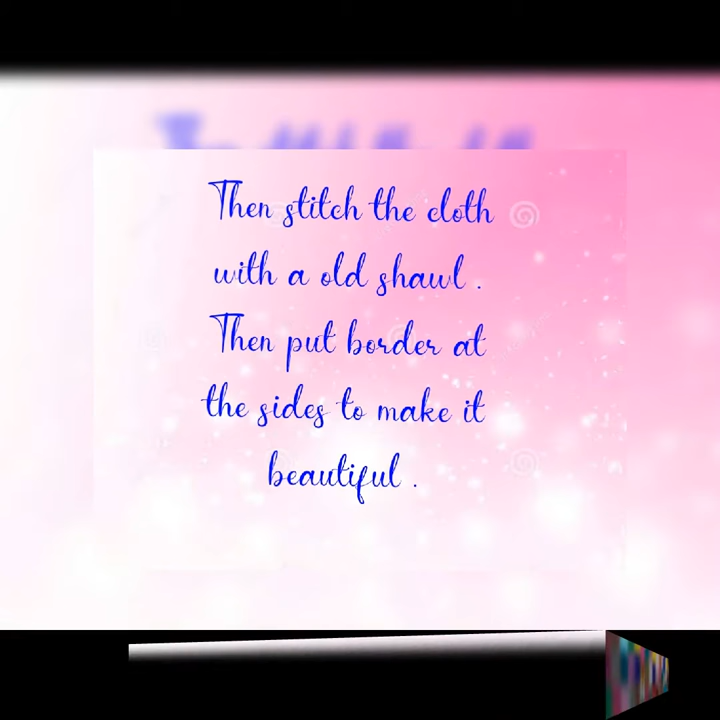 Then stitch the cloth
with a old shawl .
Then put border at
the sides to make it
beautiful .